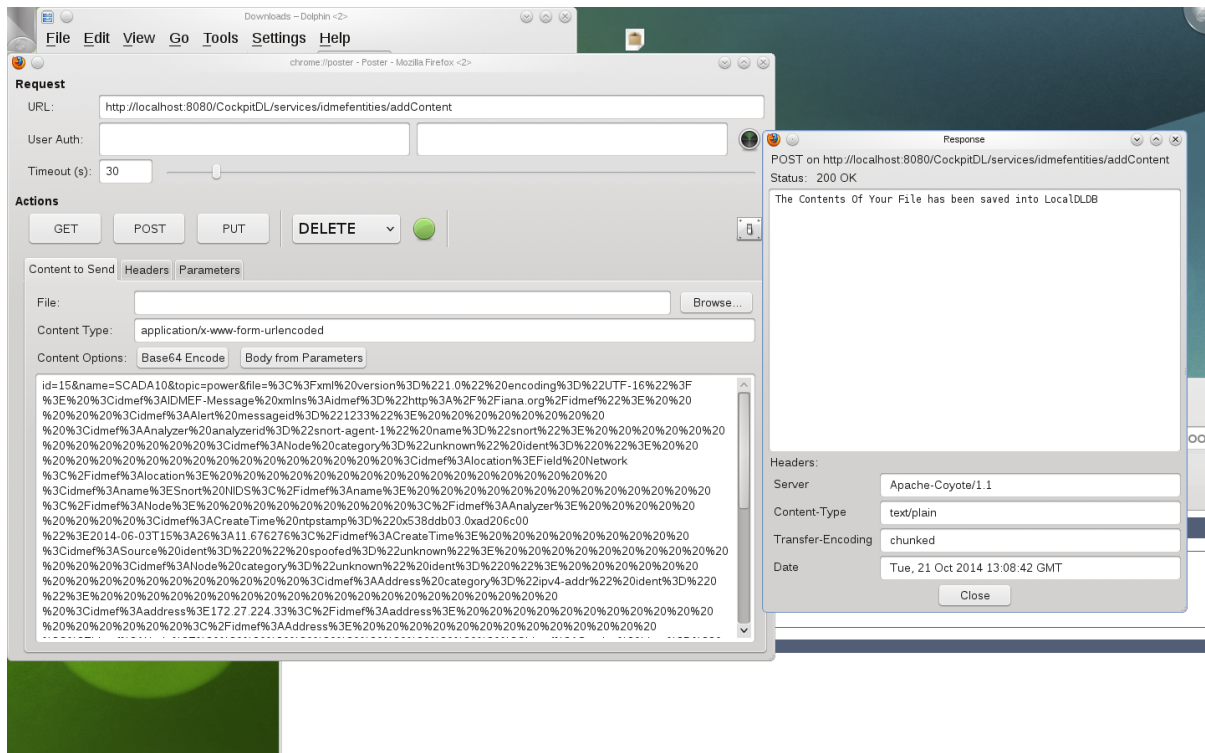 Downloads – Dolphin <2>
File Edit View Go Tools Settings Help
chrome://poster - Poster - Mozilla Firefox <2>
Request
URL: http://localhost:8080/CockpitDL/services/idmefentities/addContent
User Auth:
Timeout (s): 30
Actions
GET POST PUT DELETE
Content to Send Headers Parameters
File: Browse...
Content Type: application/x-www-form-urlencoded
Content Options: Base64 Encode Body from Parameters
id=15&name=SCADA10&topic=power&file=%3C%3Fxml%20version%3D%221.0%22%20encoding%3D%22UTF-16%22%3F
%3E%20%3Cidmef%3AIDMEF-Message%20xmlns%3Aidmef%3D%22http%3A%2F%2Fiana.org%2Fidmef%22%3E%20%20
%20%20%20%3Cidmef%3AAlert%20messageid%3D%221233%22%3E%20%20%20%20%20%20%20%20
%20%3Cidmef%3AAnalyzer%20analyzerid%3D%22snort-agent-1%22%20name%3D%22snort%22%3E%20%20%20%20%20
%20%20%20%20%20%20%20%3Cidmef%3ANode%20category%3D%22unknown%22%20ident%3D%220%22%3E%20%20
%20%20%20%20%20%20%20%20%20%20%20%20%20%20%3Cidmef%3Alocation%3EField%20Network
%3C%2Fidmef%3Alocation%3E%20%20%20%20%20%20%20%20%20%20%20%20%20%20%20%20
%3Cidmef%3Aname%3ESnort%20NIDS%3C%2Fidmef%3Aname%3E%20%20%20%20%20%20%20%20%20%20%20%20
%3C%2Fidmef%3ANode%3E%20%20%20%20%20%20%20%20%3C%2Fidmef%3AAnalyzer%3E%20%20%20%20
%20%20%20%20%3Cidmef%3ACreateTime%20ntpstamp%3D%220x538ddb03.0xad206c00
%22%3E2014-06-03T15%3A26%3A11.676276%3C%2Fidmef%3ACreateTime%3E%20%20%20%20%20%20%20%20
%3Cidmef%3ASource%20ident%3D%220%22%20spoofed%3D%22unknown%22%3E%20%20%20%20%20%20%20%20%20
%20%20%20%3Cidmef%3ANode%20category%3D%22unknown%22%20ident%3D%220%22%3E%20%20%20%20%20
%20%20%20%20%20%20%20%20%20%20%20%3Cidmef%3AAddress%20category%3D%22ipv4-addr%22%20ident%3D%220
%22%3E%20%20%20%20%20%20%20%20%20%20%20%20%20%20%20%20%20%20
%20%3Cidmef%3Aaddress%3E172.27.224.33%3C%2Fidmef%3Aaddress%3E%20%20%20%20%20%20%20%20%20
%20%20%20%20%20%3C%2Fidmef%3AAddress%3E%20%20%20%20%20%20%20%20%20%20%20
Response
POST on http://localhost:8080/CockpitDL/services/idmefentities/addContent
Status: 200 OK
The Contents Of Your File has been saved into LocalDLDB
Headers:
Server Apache-Coyote/1.1
Content-Type text/plain
Transfer-Encoding chunked
Date Tue, 21 Oct 2014 13:08:42 GMT
Close